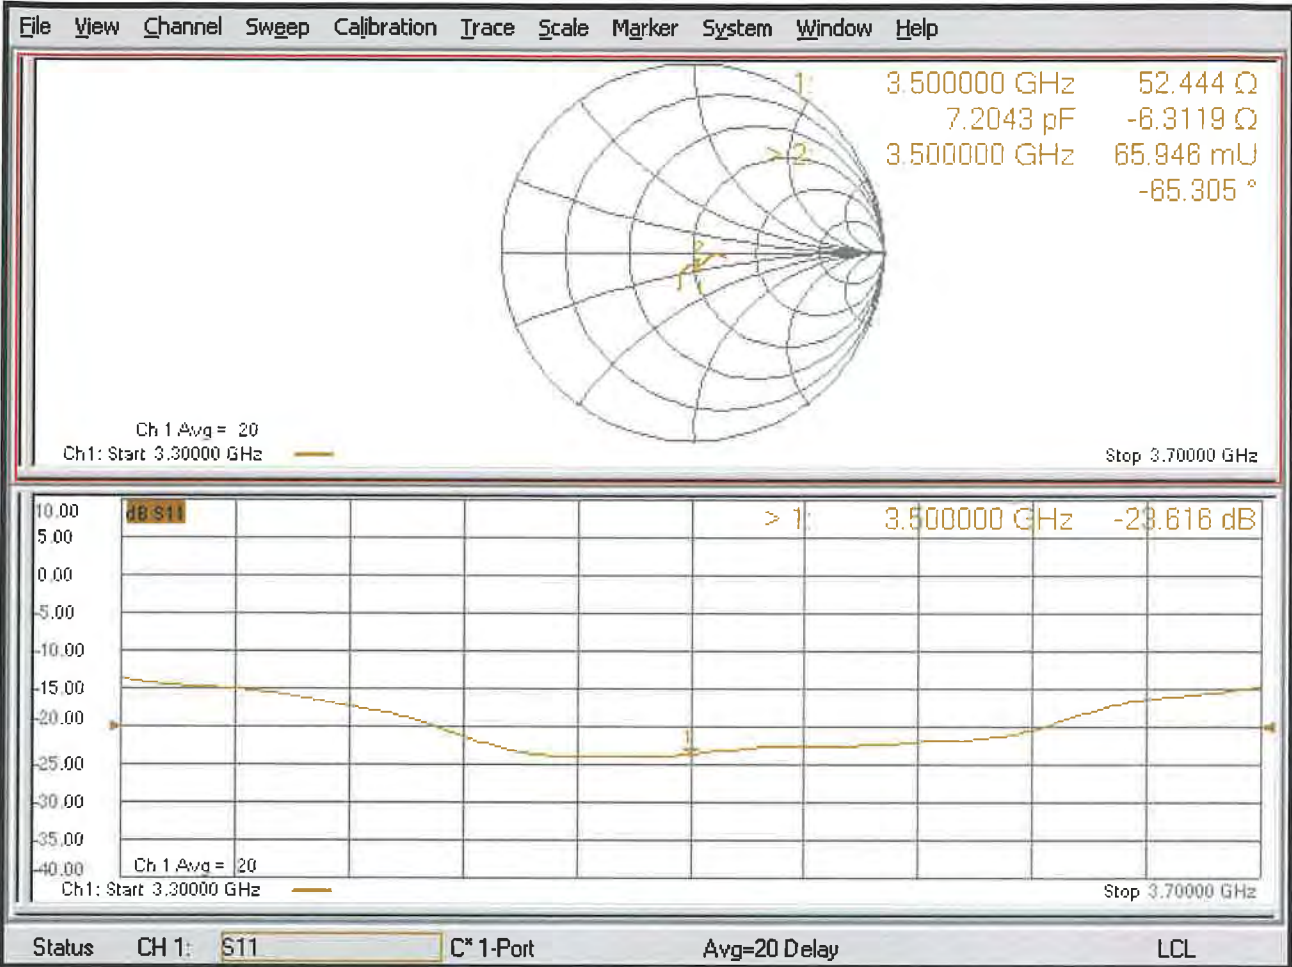 File View Channel Sweep Calibration Trace Scale Marker System Window Help
1: 3.500000 GHz 52.444 Ω
7.2043 pF -6.3119 Ω
> 2: 3.500000 GHz 65.946 mU
-65.305 °
2
1
Ch 1 Avg = 20
Ch1: Start 3.30000 GHz
Stop 3.70000 GHz
10.00
dB S11
> 1: 3.500000 GHz -23.616 dB
5.00
0.00
-5.00
-10.00
-15.00
-20.00
1
-25.00
-30.00
-35.00
-40.00
Ch 1 Avg = 20
Ch1: Start 3.30000 GHz
Stop 3.70000 GHz
Status CH 1: S11 C* 1-Port Avg=20 Delay LCL